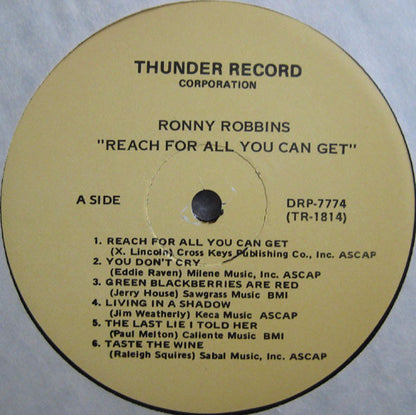 THUNDER RECORD
CORPORATION
RONNY ROBBINS
"REACH FOR ALL YOU CAN GET"
A SIDE
DRP-7774
(TR-1814)
1. REACH FOR ALL YOU CAN GET
(X. Lincoln) Cross Keys Publishing Co., Inc. ASCAP
2. YOU DON'T CRY
(Eddie Raven) Milene Music, Inc. ASCAP
3. GREEN BLACKBERRIES ARE RED
(Jerry House) Sawgrass Music BMI
4. LIVING IN A SHADOW
(Jim Weatherly) Keca Music ASCAP
5. THE LAST LIE I TOLD HER
(Paul Melton) Caliente Music BMI
6. TASTE THE WINE
(Raleigh Squires) Sabal Music, Inc. ASCAP